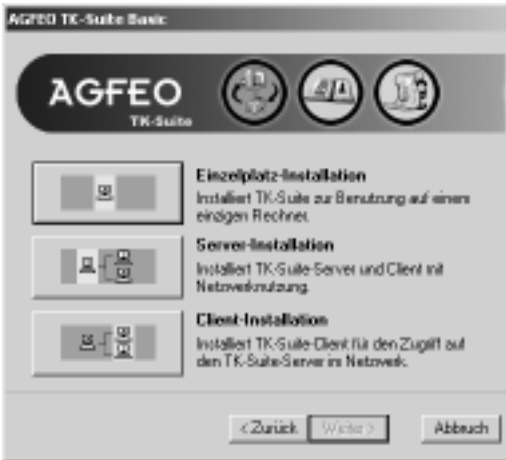 AGFEO TK-Suite Basic
AGFEO
TK-Suite
Einzelplatz-Installation
Installiert TK-Suite zur Benutzung auf einem
einzigen Rechner.
Server-Installation
Installiert TK-Suite-Server und Client mit
Netzwerknutzung.
Client-Installation
Installiert TK-Suite-Client für den Zugriff auf
den TK-Suite-Server im Netzwerk.
< Zurück Weiter > Abbruch